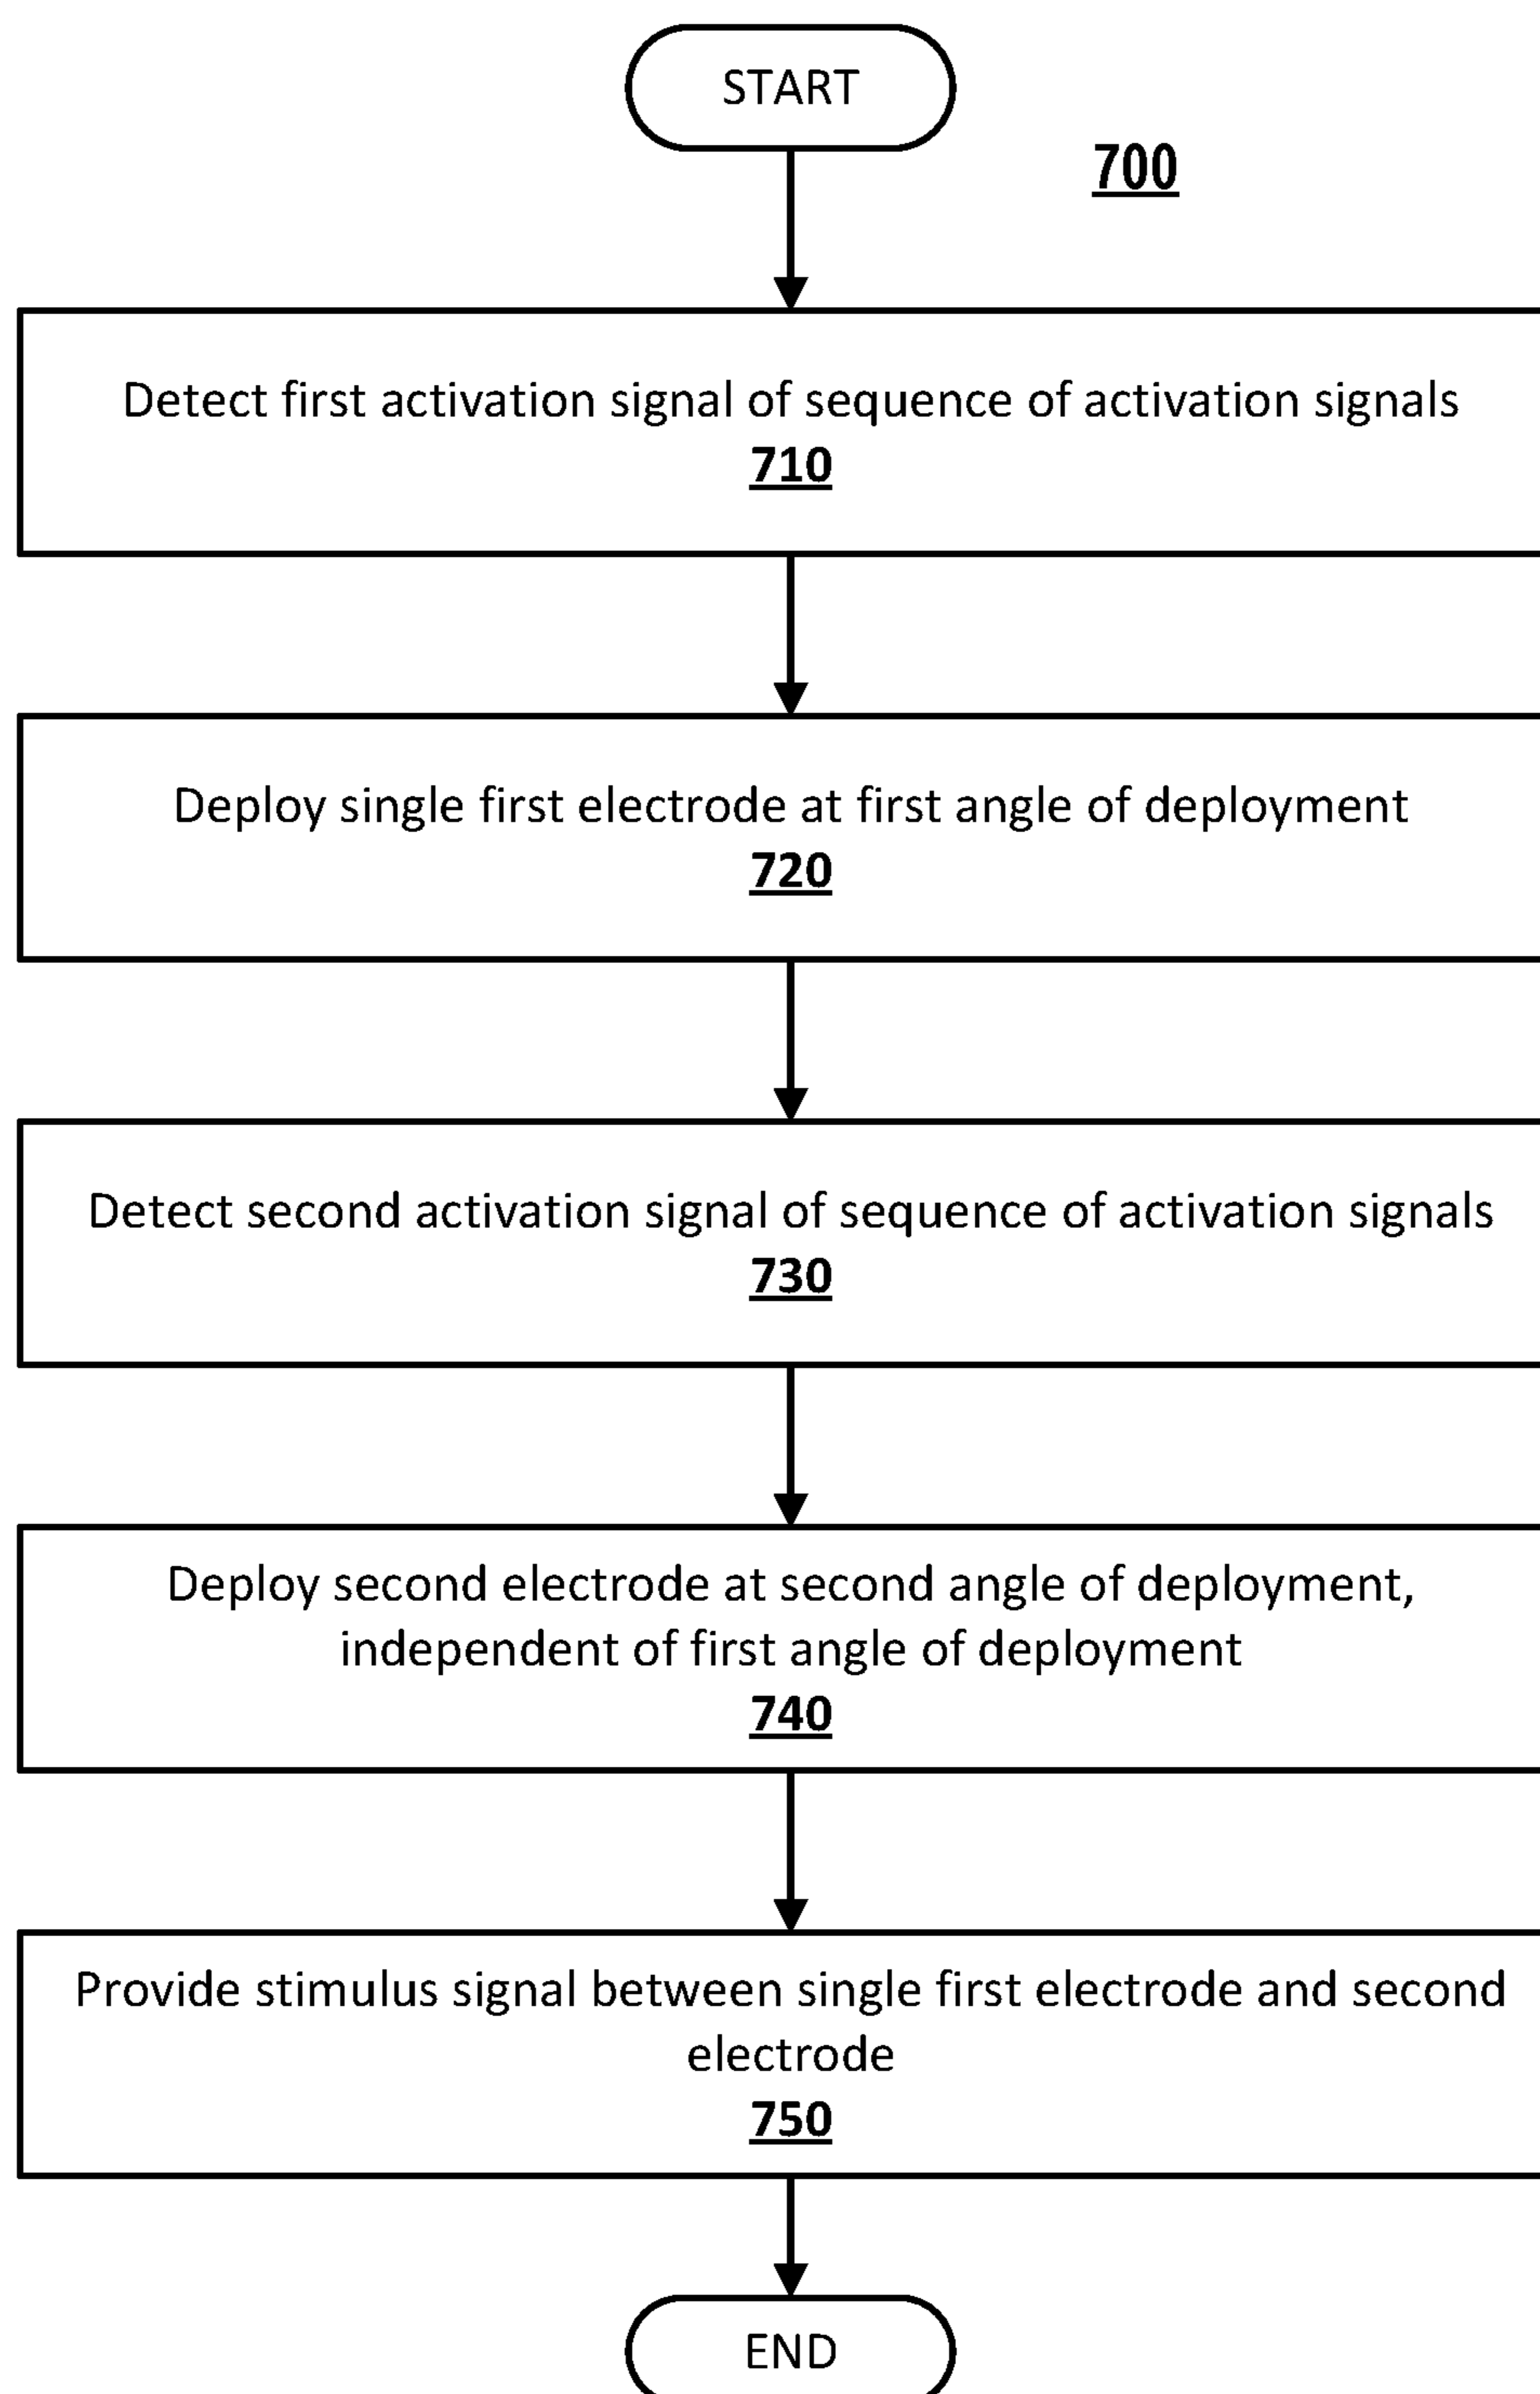 START
700
Detect first activation signal of sequence of activation signals
710
Deploy single first electrode at first angle of deployment
720
Detect second activation signal of sequence of activation signals
730
Deploy second electrode at second angle of deployment,
independent of first angle of deployment
740
Provide stimulus signal between single first electrode and second
electrode
750
END